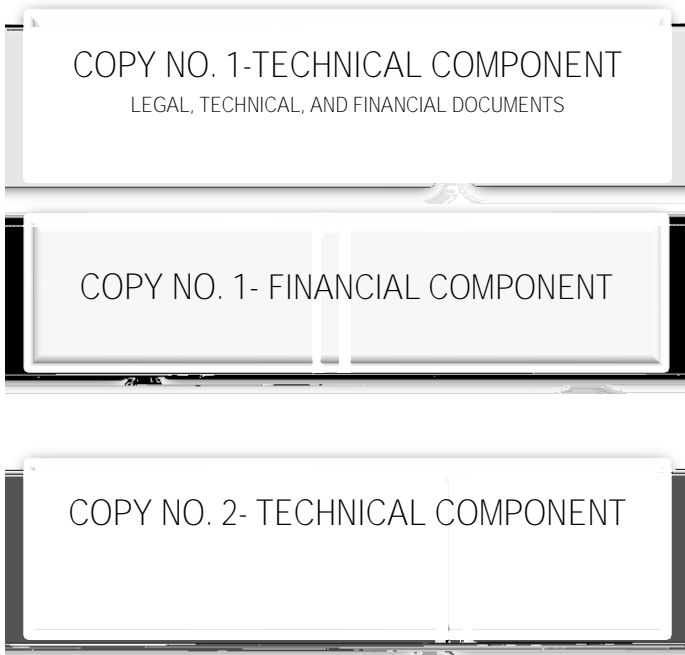 COPY NO. 1-TECHNICAL COMPONENT
LEGAL, TECHNICAL, AND FINANCIAL DOCUMENTS
COPY NO. 1- FINANCIAL COMPONENT
COPY NO. 2- TECHNICAL COMPONENT